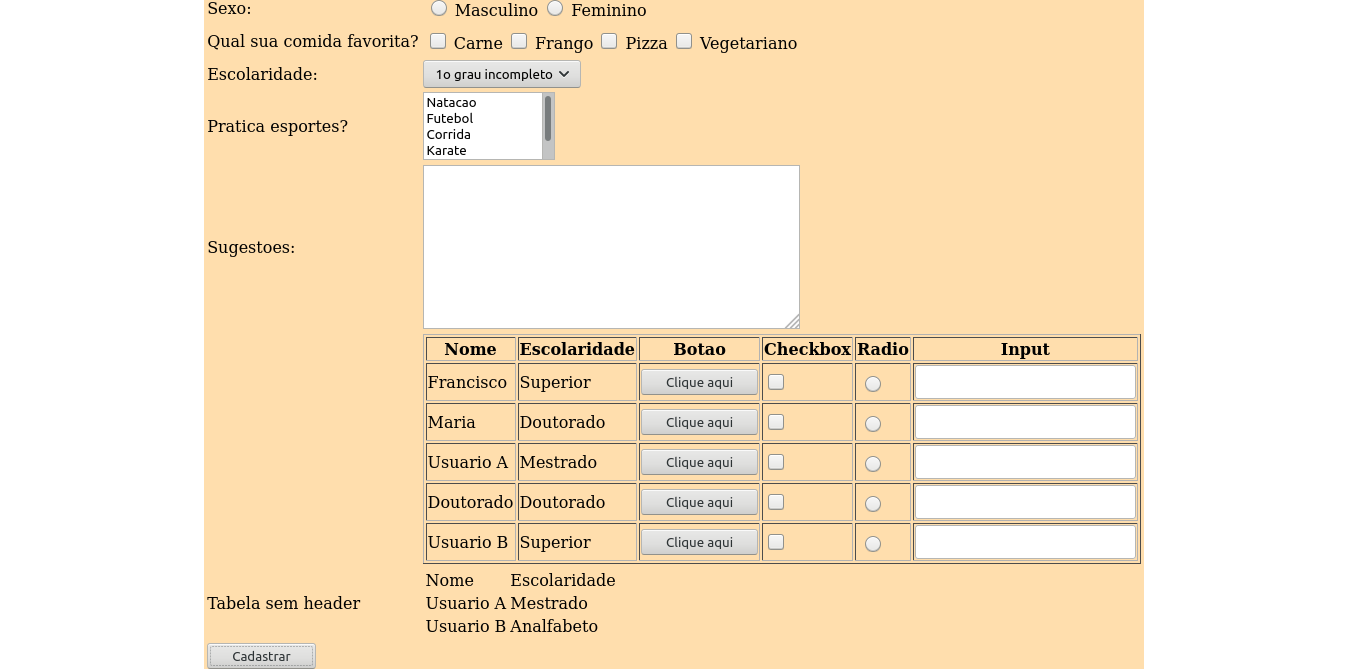 Sexo: Masculino Feminino
Qual sua comida favorita? Carne Frango Pizza Vegetariano
Escolaridade: 1o grau incompleto
Pratica esportes?
Natacao
Futebol
Corrida
Karate
Sugestoes:
Nome Escolaridade Botao Checkbox Radio Input
Francisco Superior Clique aqui
Maria Doutorado Clique aqui
Usuario A Mestrado Clique aqui
Doutorado Doutorado Clique aqui
Usuario B Superior Clique aqui
Nome Escolaridade
Tabela sem header Usuario A Mestrado
Usuario B Analfabeto
Cadastrar